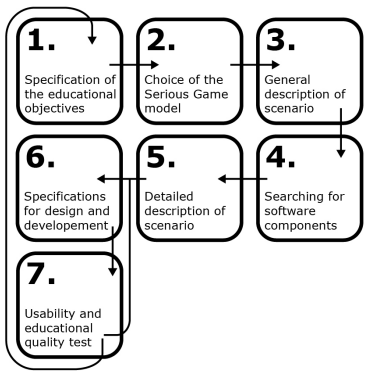 1.
Specification of
the educational
objectives
2.
Choice of the
Serious Game
model
3.
General
description of
scenario
4.
Searching for
software
components
5.
Detailed
description of
scenario
6.
Specifications
for design and
developement
7.
Usability and
educational
quality test